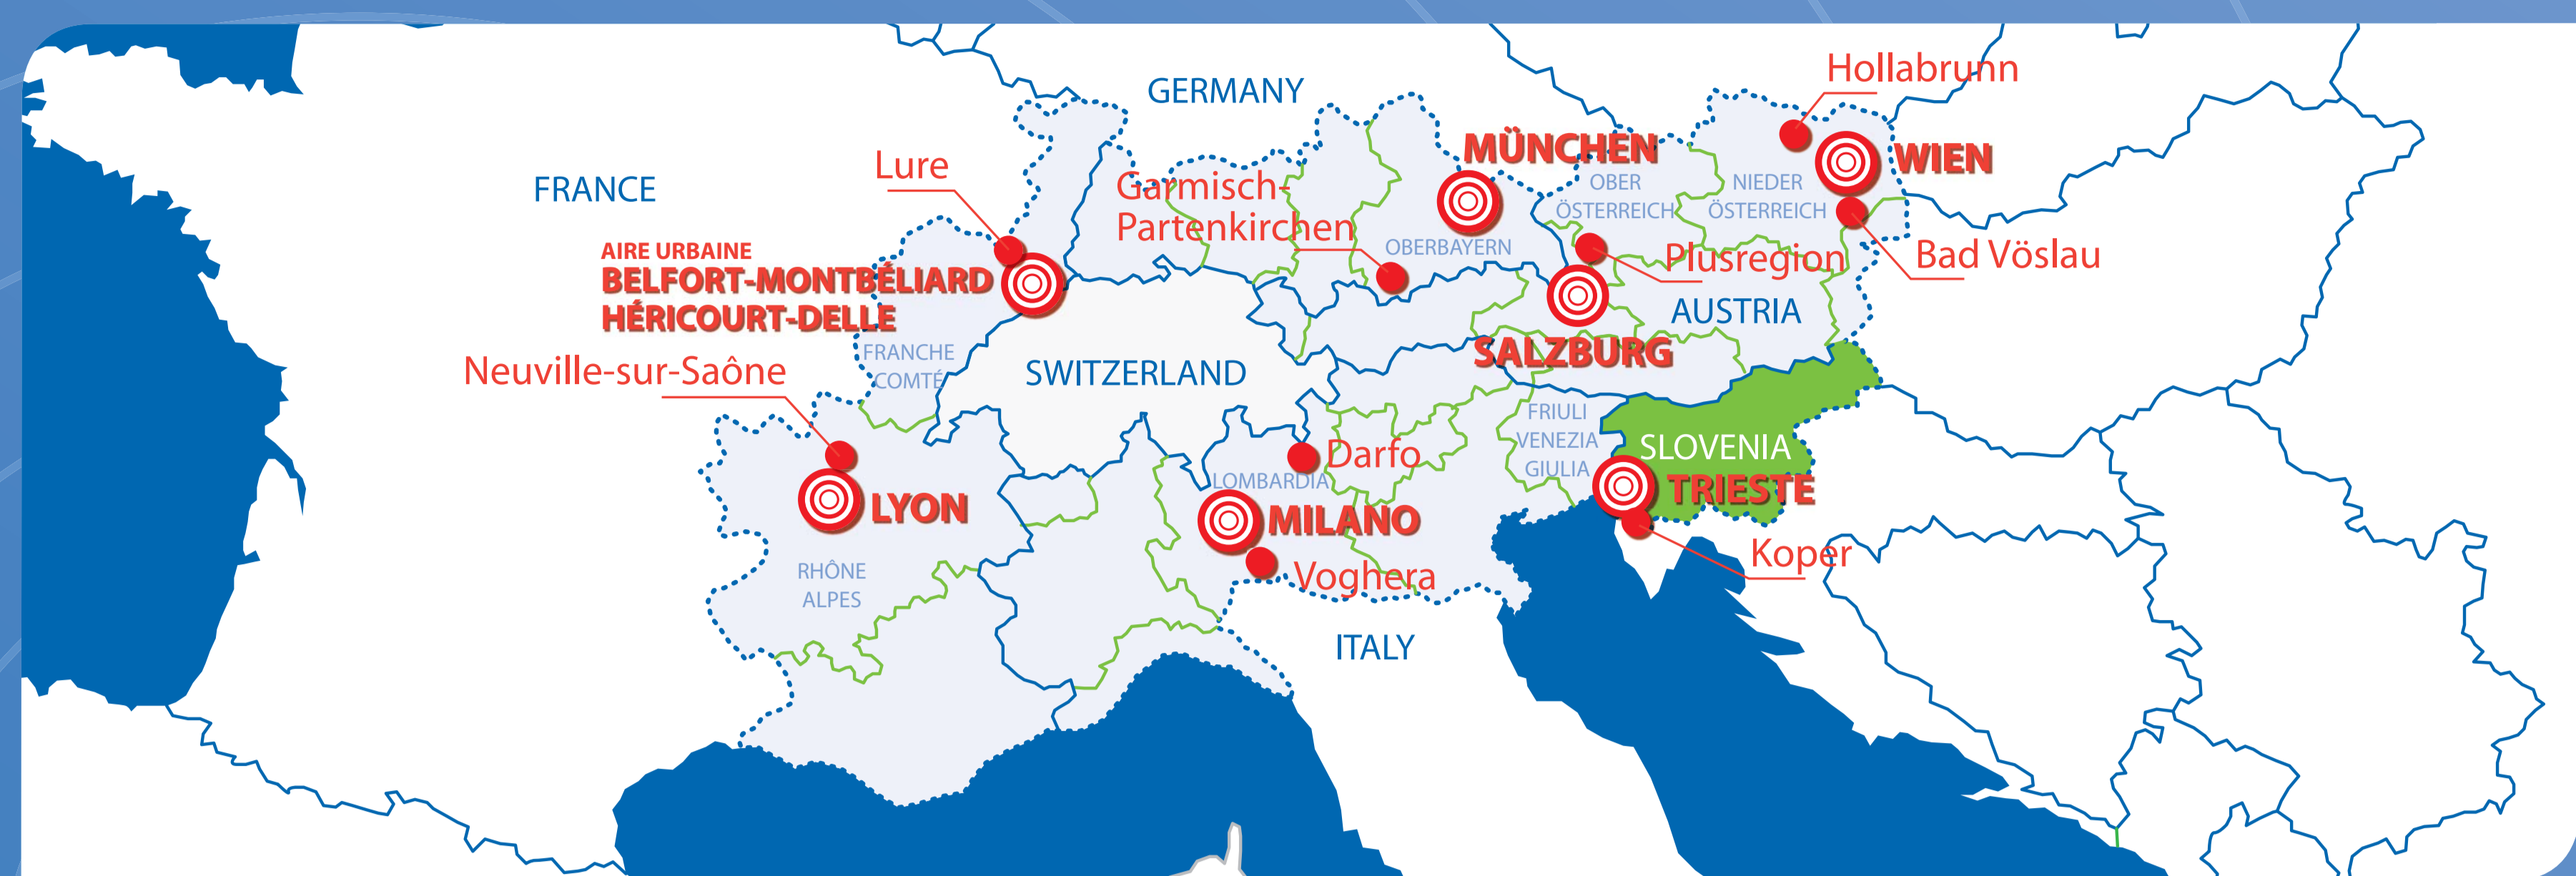 Hollabrunn
GERMANY
MÜNCHEN
WIEN
Lure
Garmisch-
Partenkirchen
FRANCE
OBER
ÖSTERREICH
NIEDER
ÖSTERREICH
AIRE URBAINE
BELFORT-MONTBÉLIARD
HÉRICOURT-DELLE
OBERBAYERN
Plusregion
Bad Vöslau
AUSTRIA
SALZBURG
FRANCHE
COMTÉ
SWITZERLAND
Neuville-sur-Saône
FRIULI
VENEZIA
GIULIA
SLOVENIA
Darfo
LOMBARDIA
TRIESTE
LYON
MILANO
Koper
RHÔNE
ALPES
Voghera
ITALY